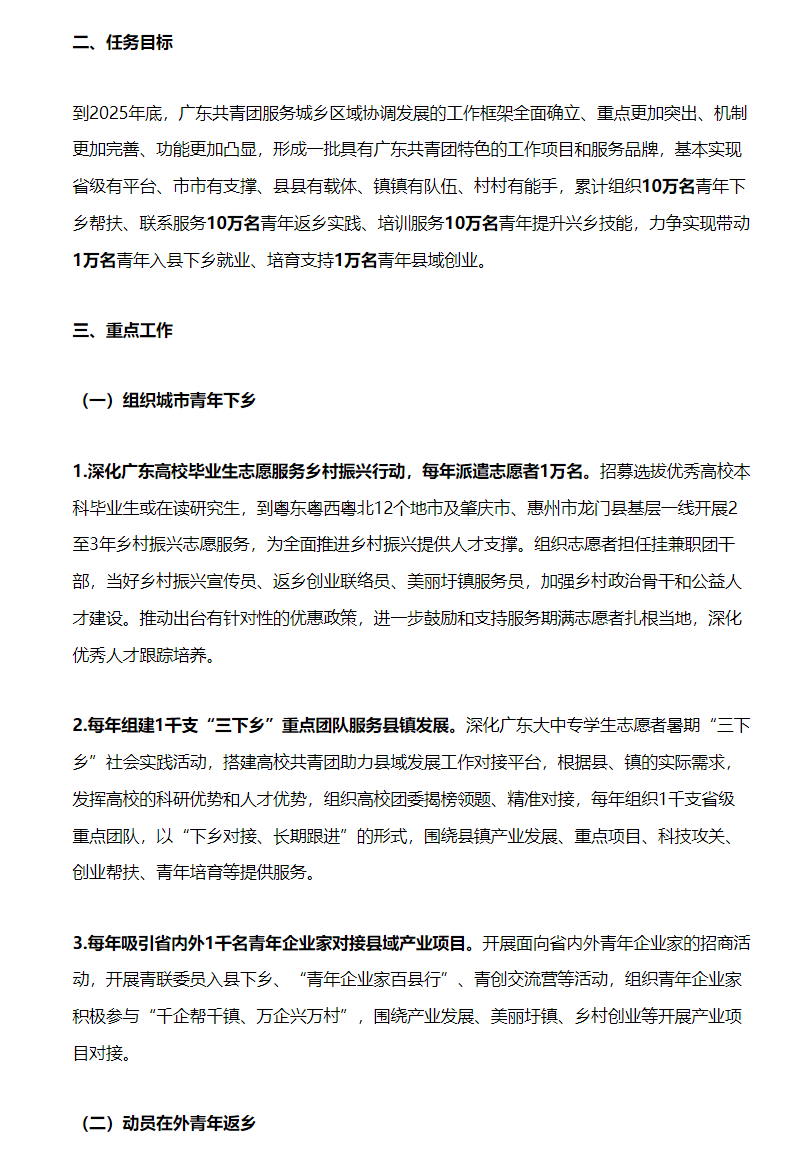 二、任务目标
到2025年底，广东共青团服务城乡区域协调发展的工作框架全面确立、重点更加突出、机制
更加完善、功能更加凸显，形成一批具有广东共青团特色的工作项目和服务品牌，基本实现
省级有平台、市市有支撑、县县有载体、镇镇有队伍、村村有能手，累计组织10万名青年下
乡帮扶、联系服务10万名青年返乡实践、培训服务10万名青年提升兴乡技能，力争实现带动
1万名青年入县下乡就业、培育支持1万名青年县域创业。
三、重点工作
（一）组织城市青年下乡
1.深化广东高校毕业生志愿服务乡村振兴行动，每年派遣志愿者1万名。招募选拔优秀高校本
科毕业生或在读研究生，到粤东粤西粤北12个地市及肇庆市、惠州市龙门县基层一线开展2
至3年乡村振兴志愿服务，为全面推进乡村振兴提供人才支撑。组织志愿者担任挂兼职团干
部，当好乡村振兴宣传员、返乡创业联络员、美丽圩镇服务员，加强乡村政治骨干和公益人
才建设。推动出台有针对性的优惠政策，进一步鼓励和支持服务期满志愿者扎根当地，深化
优秀人才跟踪培养。
2.每年组建1千支“三下乡”重点团队服务县镇发展。深化广东大中专学生志愿者暑期“三下
乡”社会实践活动，搭建高校共青团助力县域发展工作对接平台，根据县、镇的实际需求，
发挥高校的科研优势和人才优势，组织高校团委揭榜领题、精准对接，每年组织1千支省级
重点团队，以“下乡对接、长期跟进”的形式，围绕县镇产业发展、重点项目、科技攻关、
创业帮扶、青年培育等提供服务。
3.每年吸引省内外1千名青年企业家对接县域产业项目。开展面向省内外青年企业家的招商活
动，开展青联委员入县下乡、“青年企业家百县行”、青创交流营等活动，组织青年企业家
积极参与“千企帮千镇、万企兴万村”，围绕产业发展、美丽圩镇、乡村创业等开展产业项
目对接。
（二）动员在外青年返乡